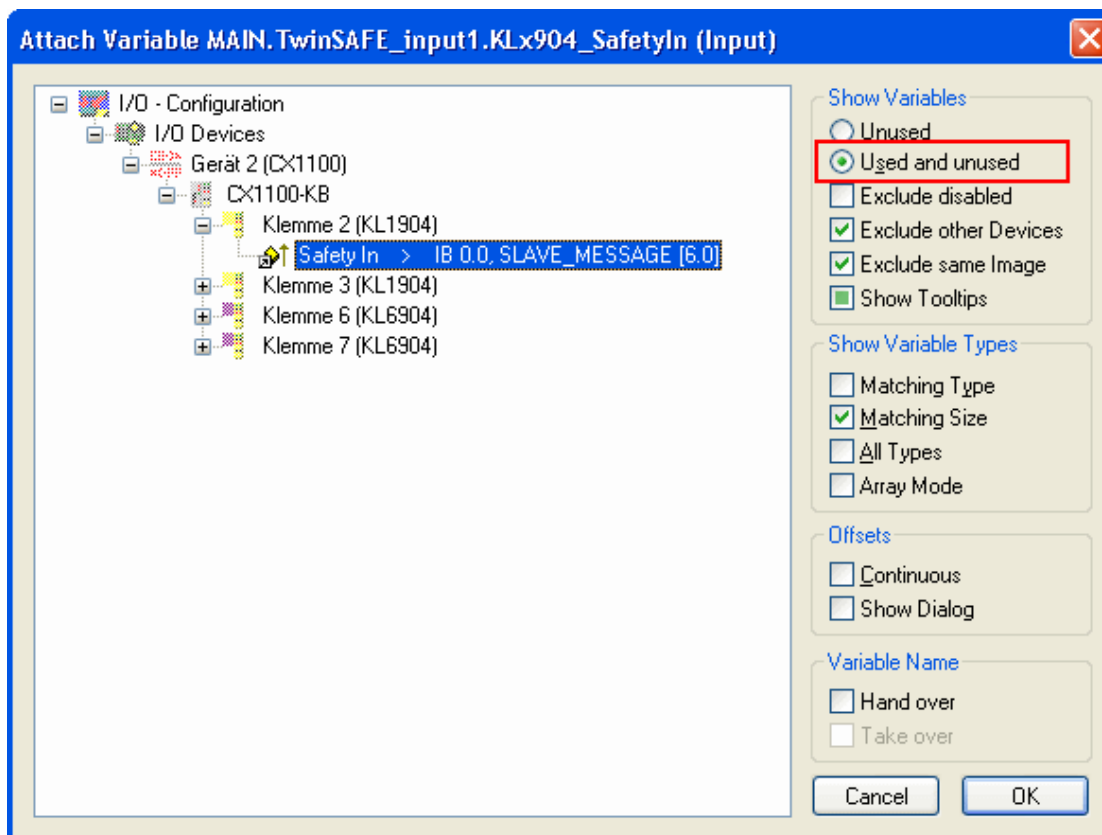 Attach Variable MAIN.TwinSAFE_input1.KLx904_SafetyIn (Input)
I/O - Configuration
I/O Devices
Gerät 2 (CX1100)
CX1100-KB
Klemme 2 (KL1904)
Safety In > IB 0.0, SLAVE_MESSAGE [6.0]
Klemme 3 (KL1904)
Klemme 6 (KL6904)
Klemme 7 (KL6904)
Show Variables
Unused
Used and unused
Exclude disabled
Exclude other Devices
Exclude same Image
Show Tooltips
Show Variable Types
Matching Type
Matching Size
All Types
Array Mode
Offsets
Continuous
Show Dialog
Variable Name
Hand over
Take over
Cancel
OK